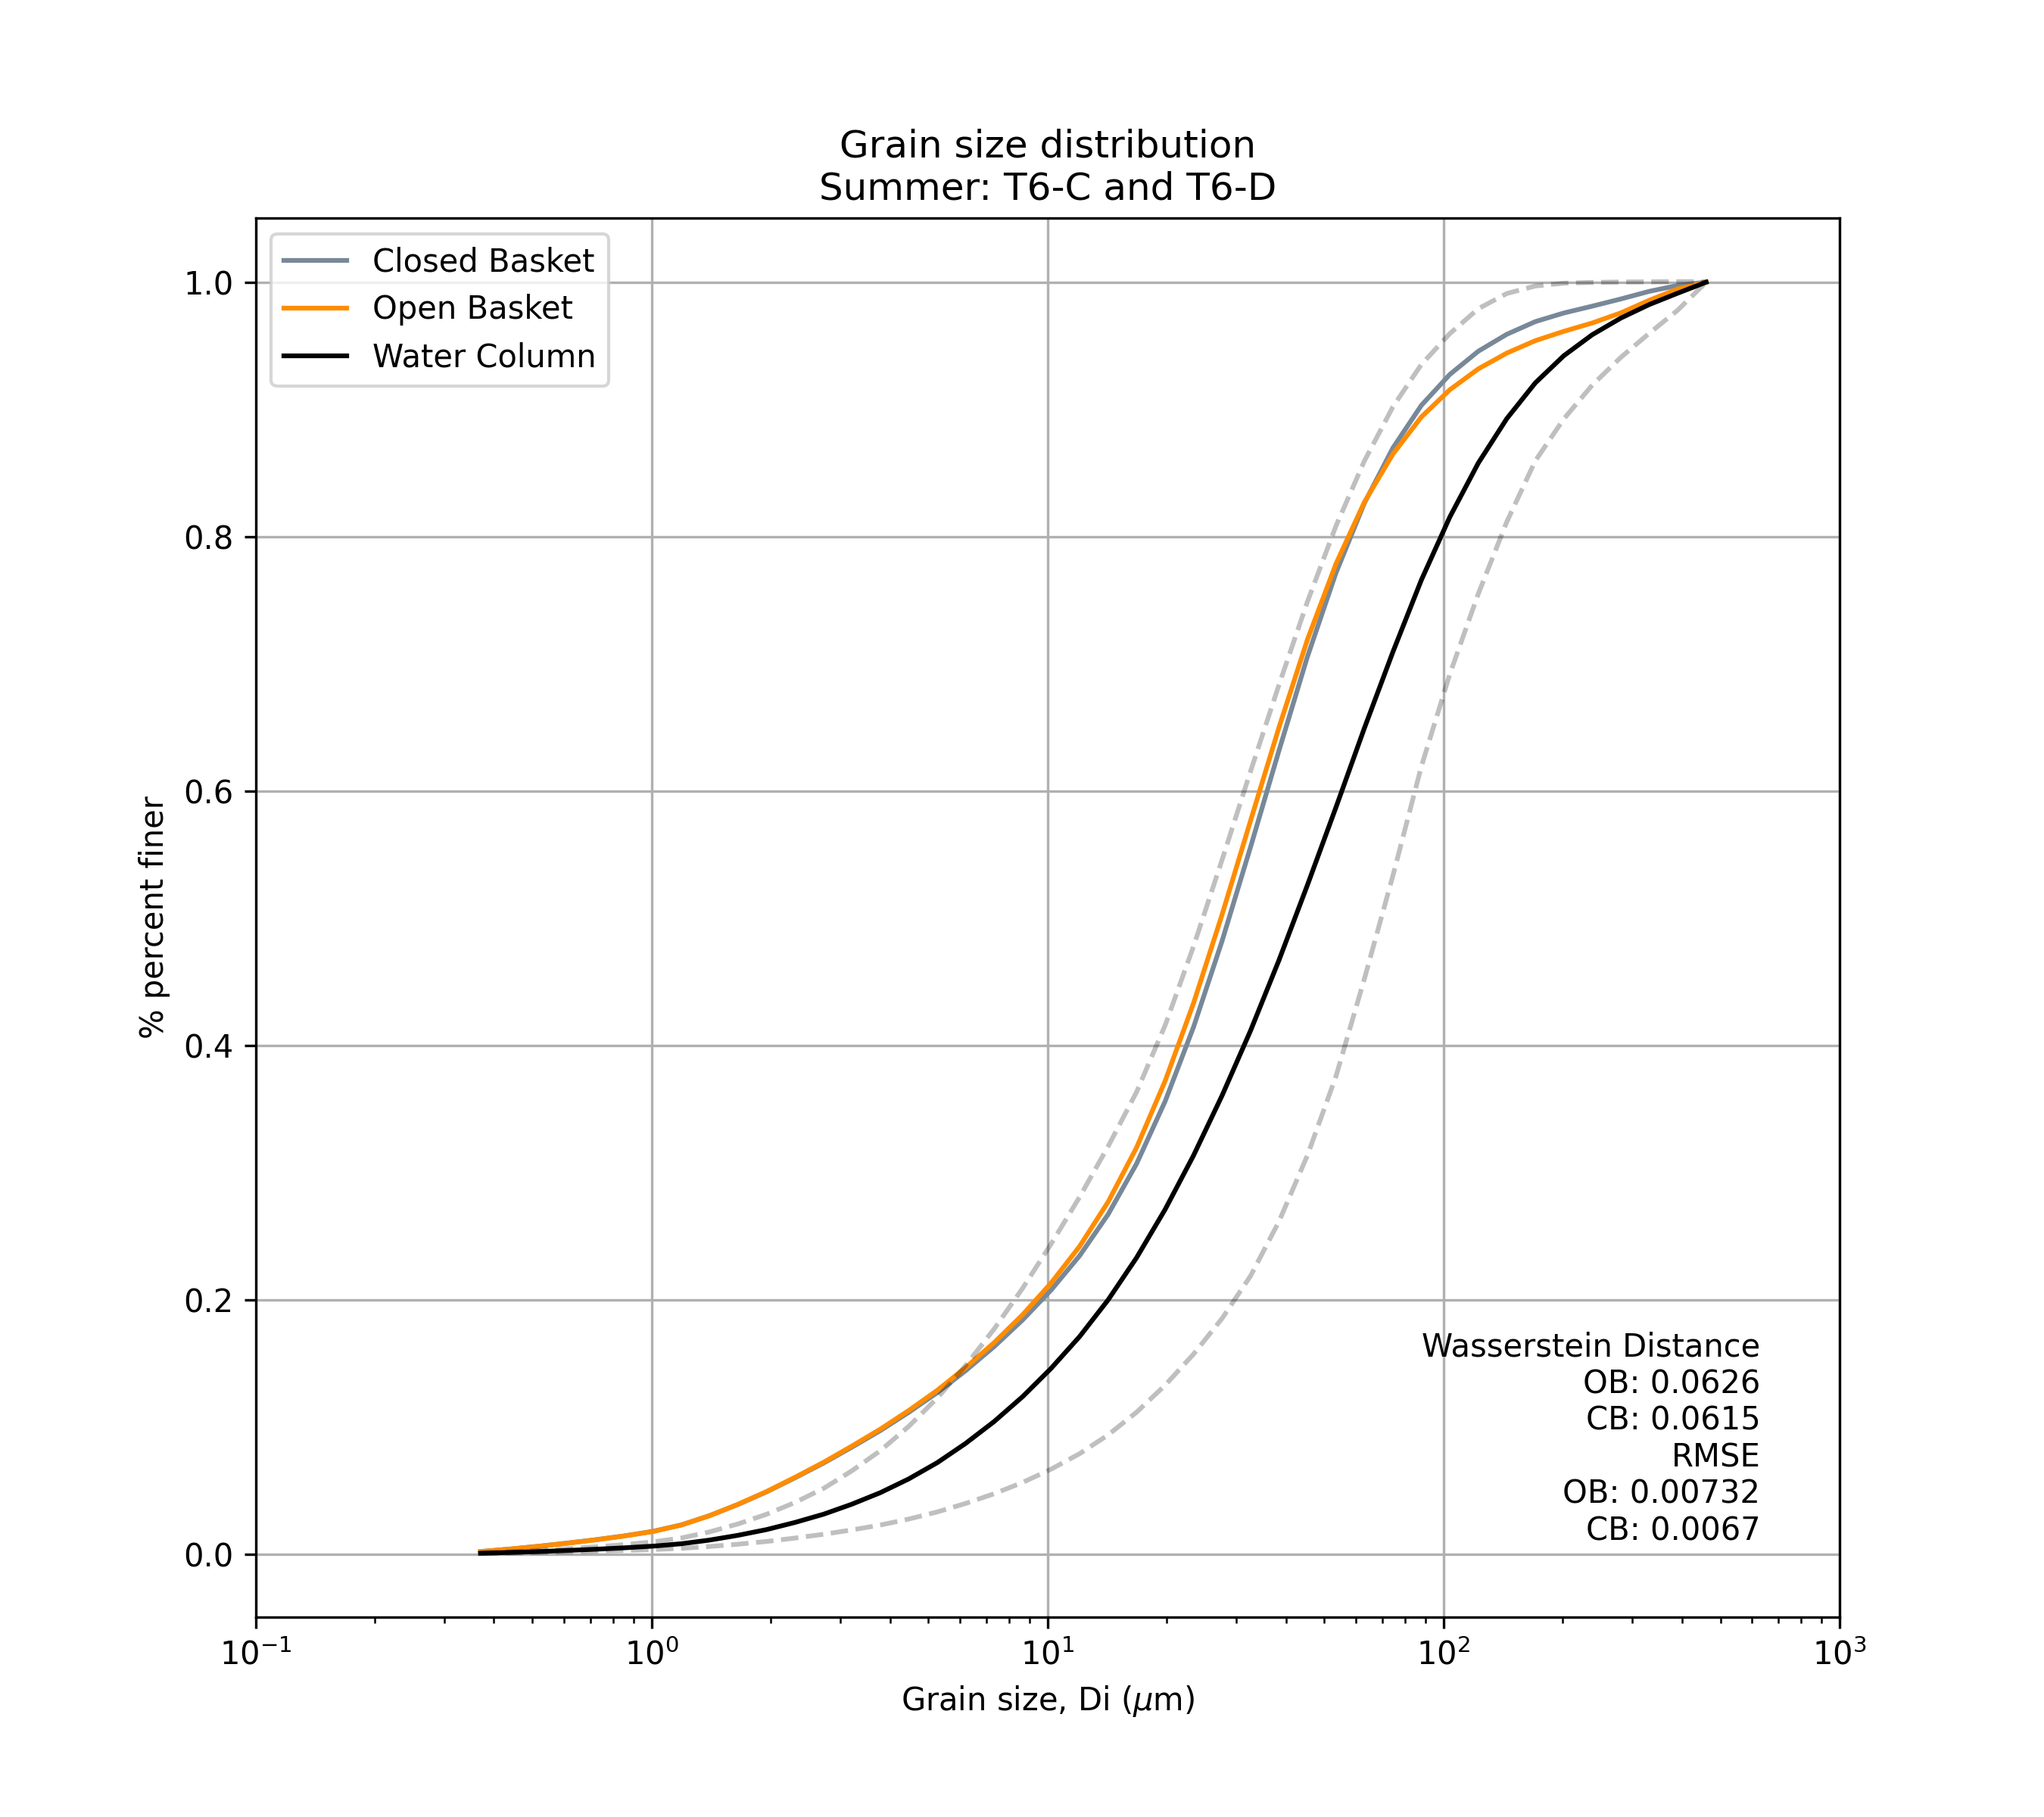 Grain size distribution
Summer: T6-C and T6-D
Closed Basket
Open Basket
Water Column
1.0
0.8
0.6
0.4
0.2
0.0
% percent finer
Wasserstein Distance
OB: 0.0626
CB: 0.0615
RMSE
OB: 0.00732
CB: 0.0067
10⁻¹ 10⁰ 10¹ 10² 10³
Grain size, Di (μm)